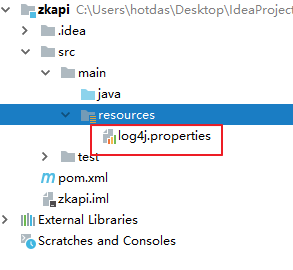 zkapi C:\Users\hotdas\Desktop\IdeaProject
.idea
src
main
java
resources
log4j.properties
test
pom.xml
zkapi.iml
External Libraries
Scratches and Consoles